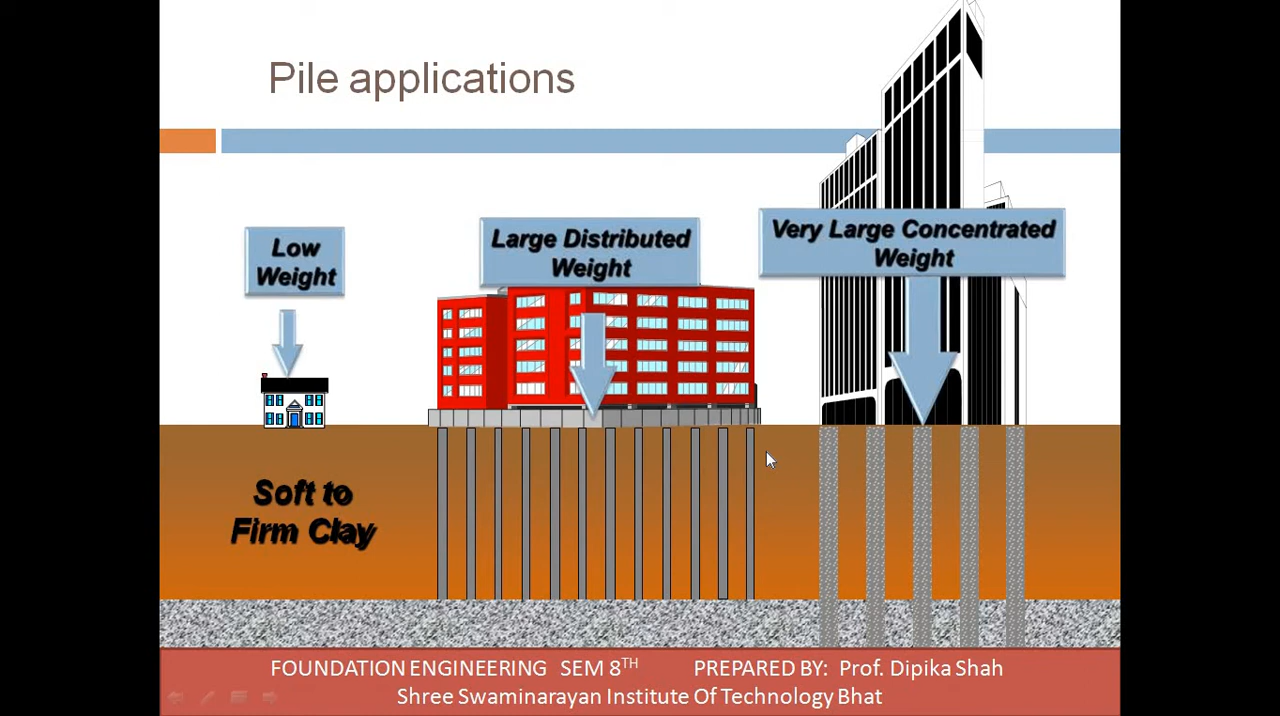 Pile applications
Low
Weight
Large Distributed
Weight
Very Large Concentrated
Weight
Soft to
Firm Clay
FOUNDATION ENGINEERING SEM 8TH PREPARED BY: Prof. Dipika Shah
Shree Swaminarayan Institute Of Technology Bhat